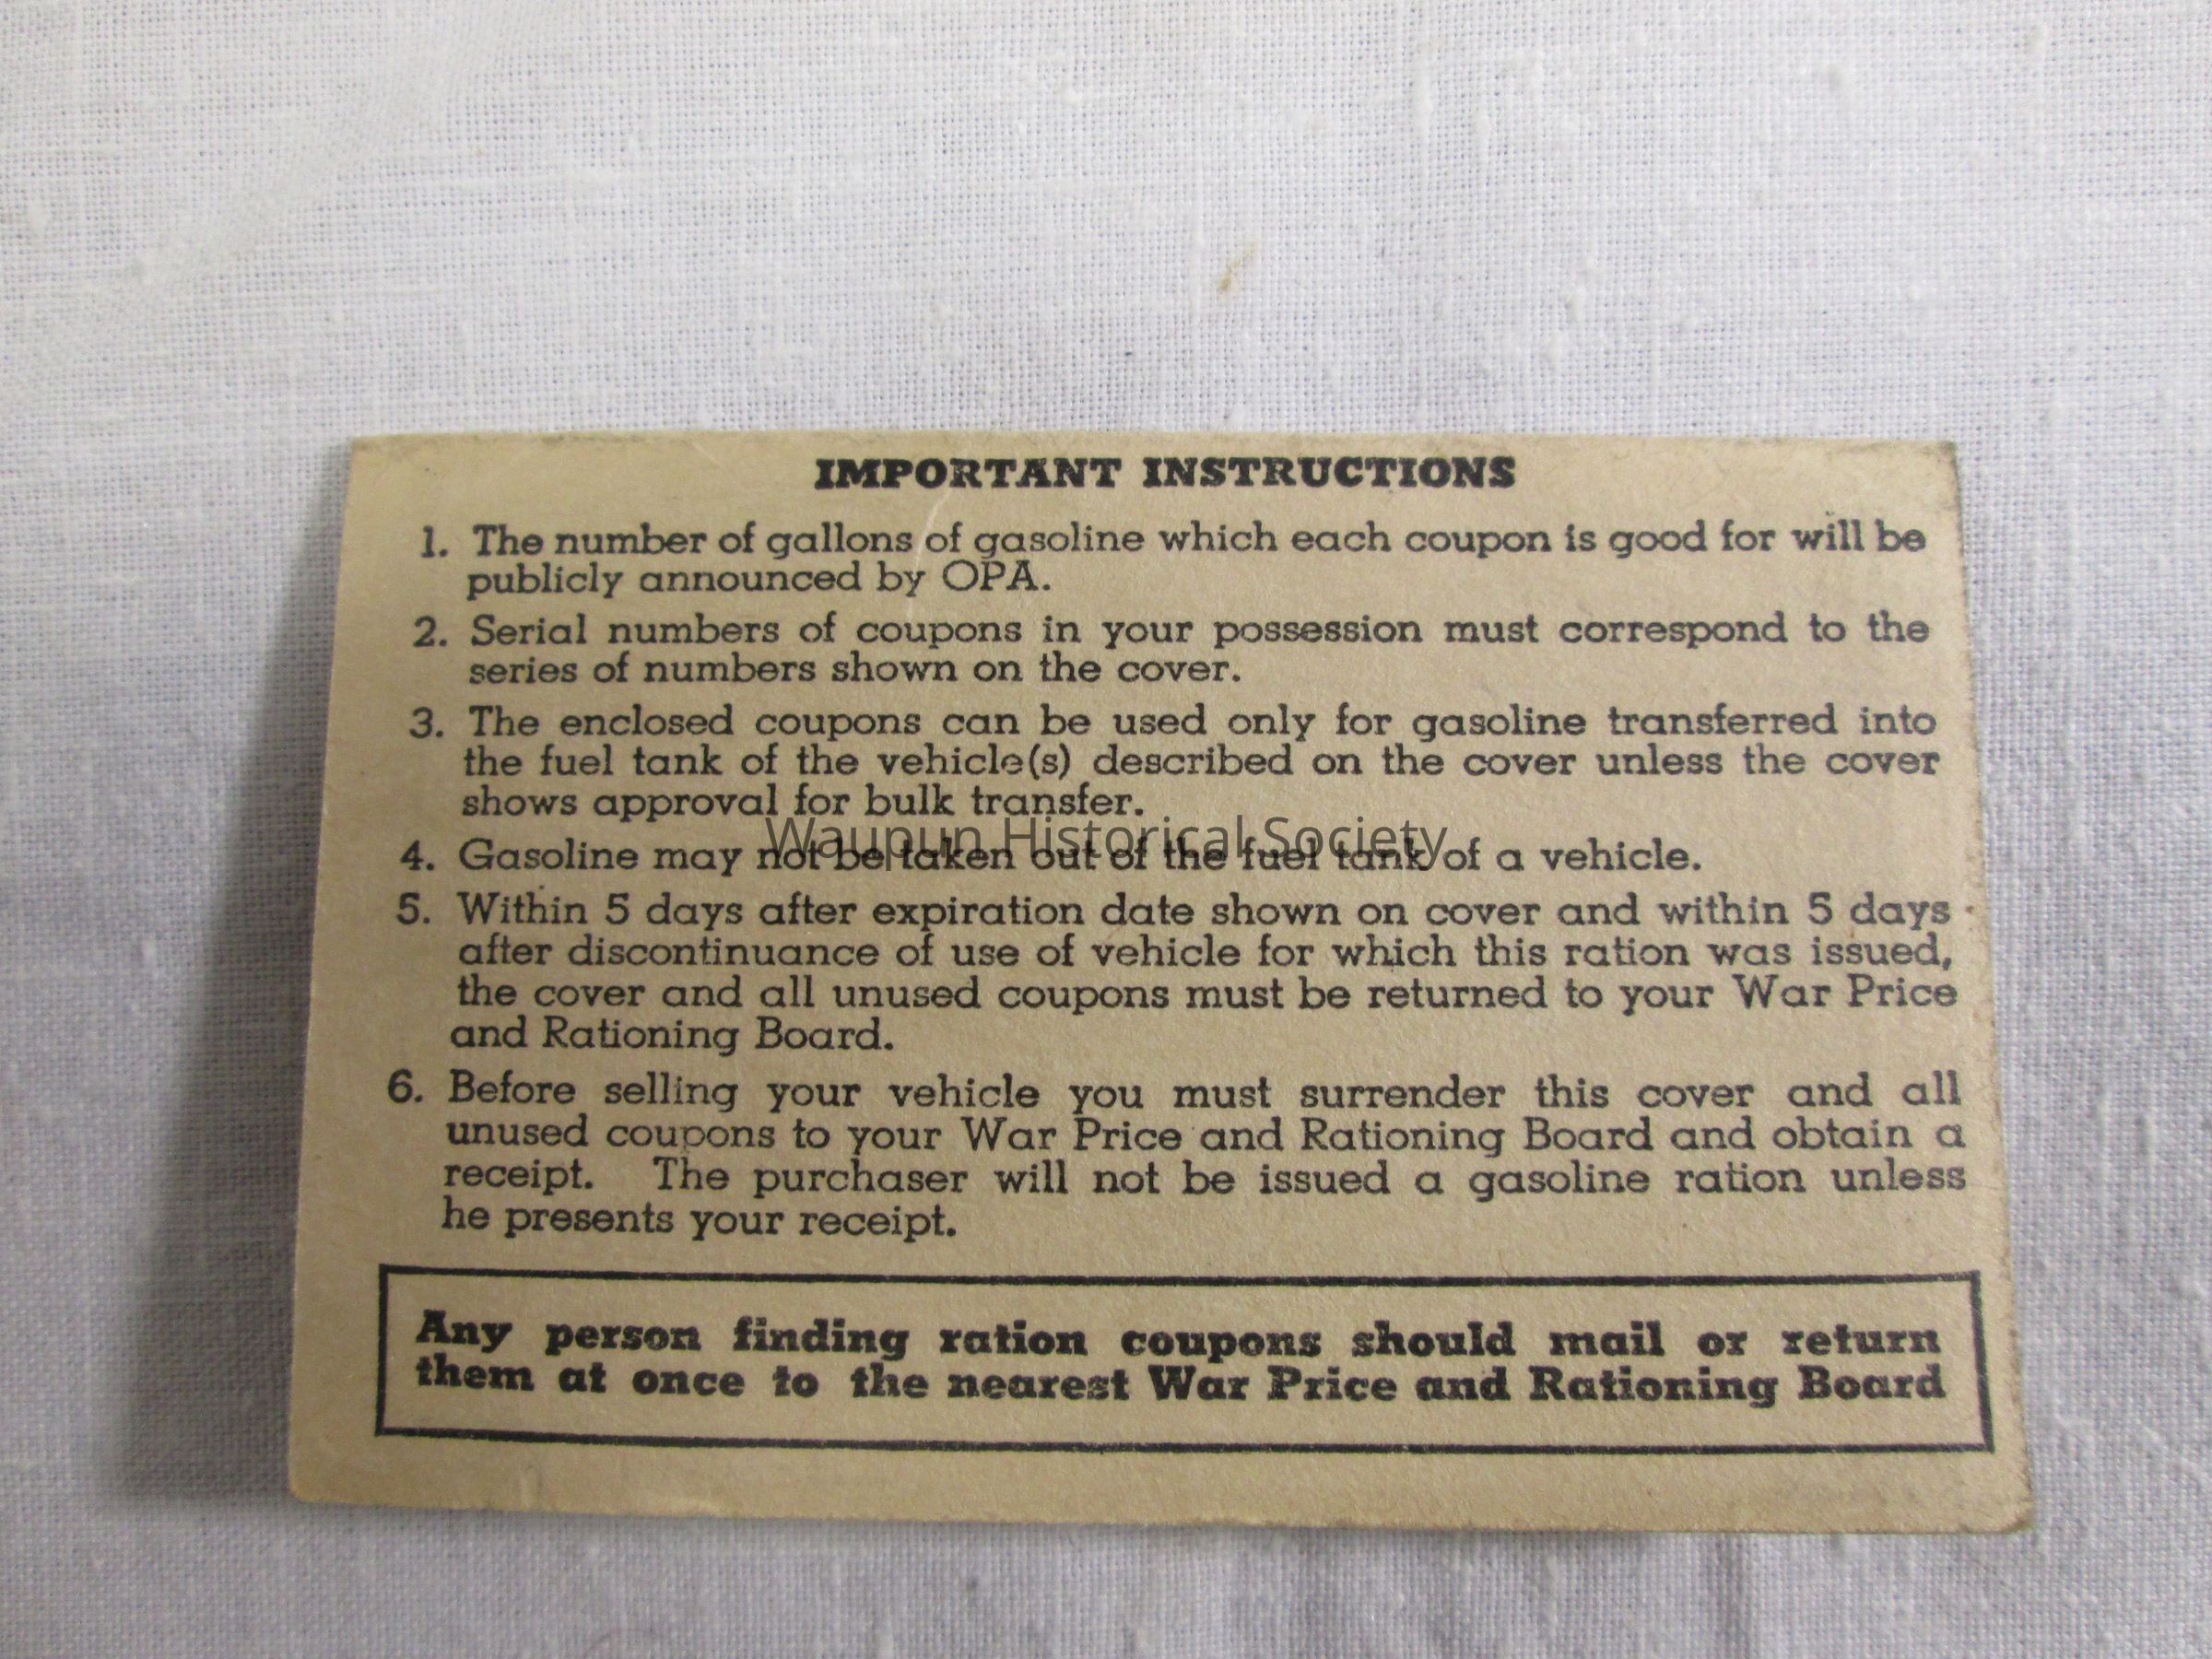 IMPORTANT INSTRUCTIONS
1. The number of gallons of gasoline which each coupon is good for will be
publicly announced by OPA.
2. Serial numbers of coupons in your possession must correspond to the
series of numbers shown on the cover.
3. The enclosed coupons can be used only for gasoline transferred into
the fuel tank of the vehicle(s) described on the cover unless the cover
shows approval for bulk transfer.
Waupun Historical Society
4. Gasoline may not be taken out of the fuel tank of a vehicle.
5. Within 5 days after expiration date shown on cover and within 5 days
after discontinuance of use of vehicle for which this ration was issued,
the cover and all unused coupons must be returned to your War Price
and Rationing Board.
6. Before selling your vehicle you must surrender this cover and all
unused coupons to your War Price and Rationing Board and obtain a
receipt. The purchaser will not be issued a gasoline ration unless
he presents your receipt.
Any person finding ration coupons should mail or return
them at once to the nearest War Price and Rationing Board